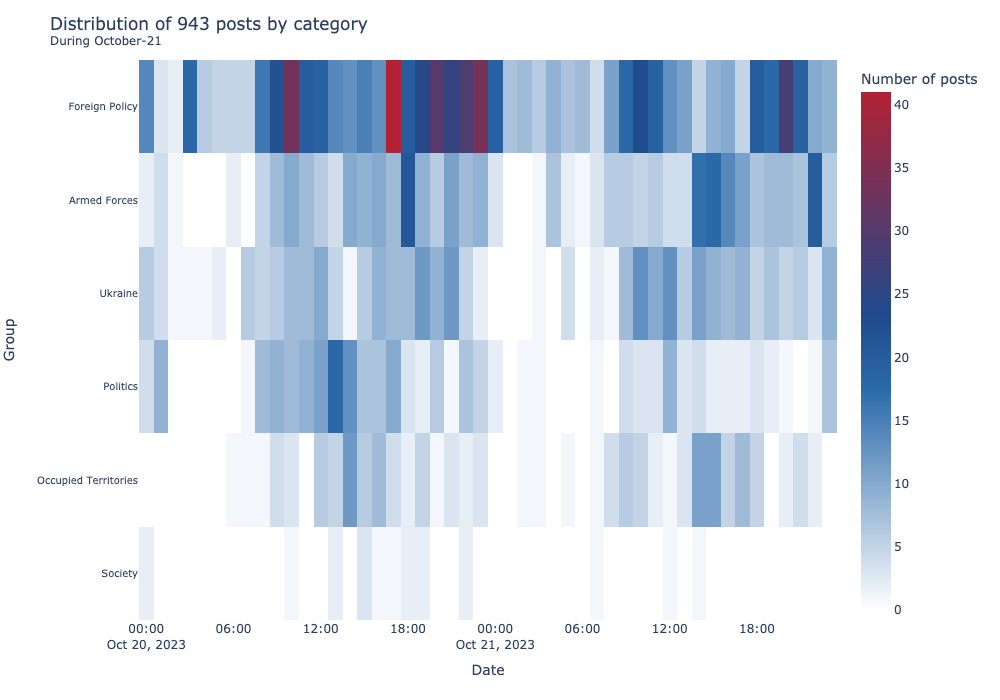 Distribution of 943 posts by category
During October-21
Number of posts
40
35
30
25
20
15
10
5
0
Group
Foreign Policy
Armed Forces
Ukraine
Politics
Occupied Territories
Society
00:00 06:00 12:00 18:00 00:00 06:00 12:00 18:00
Oct 20, 2023 Oct 21, 2023
Date